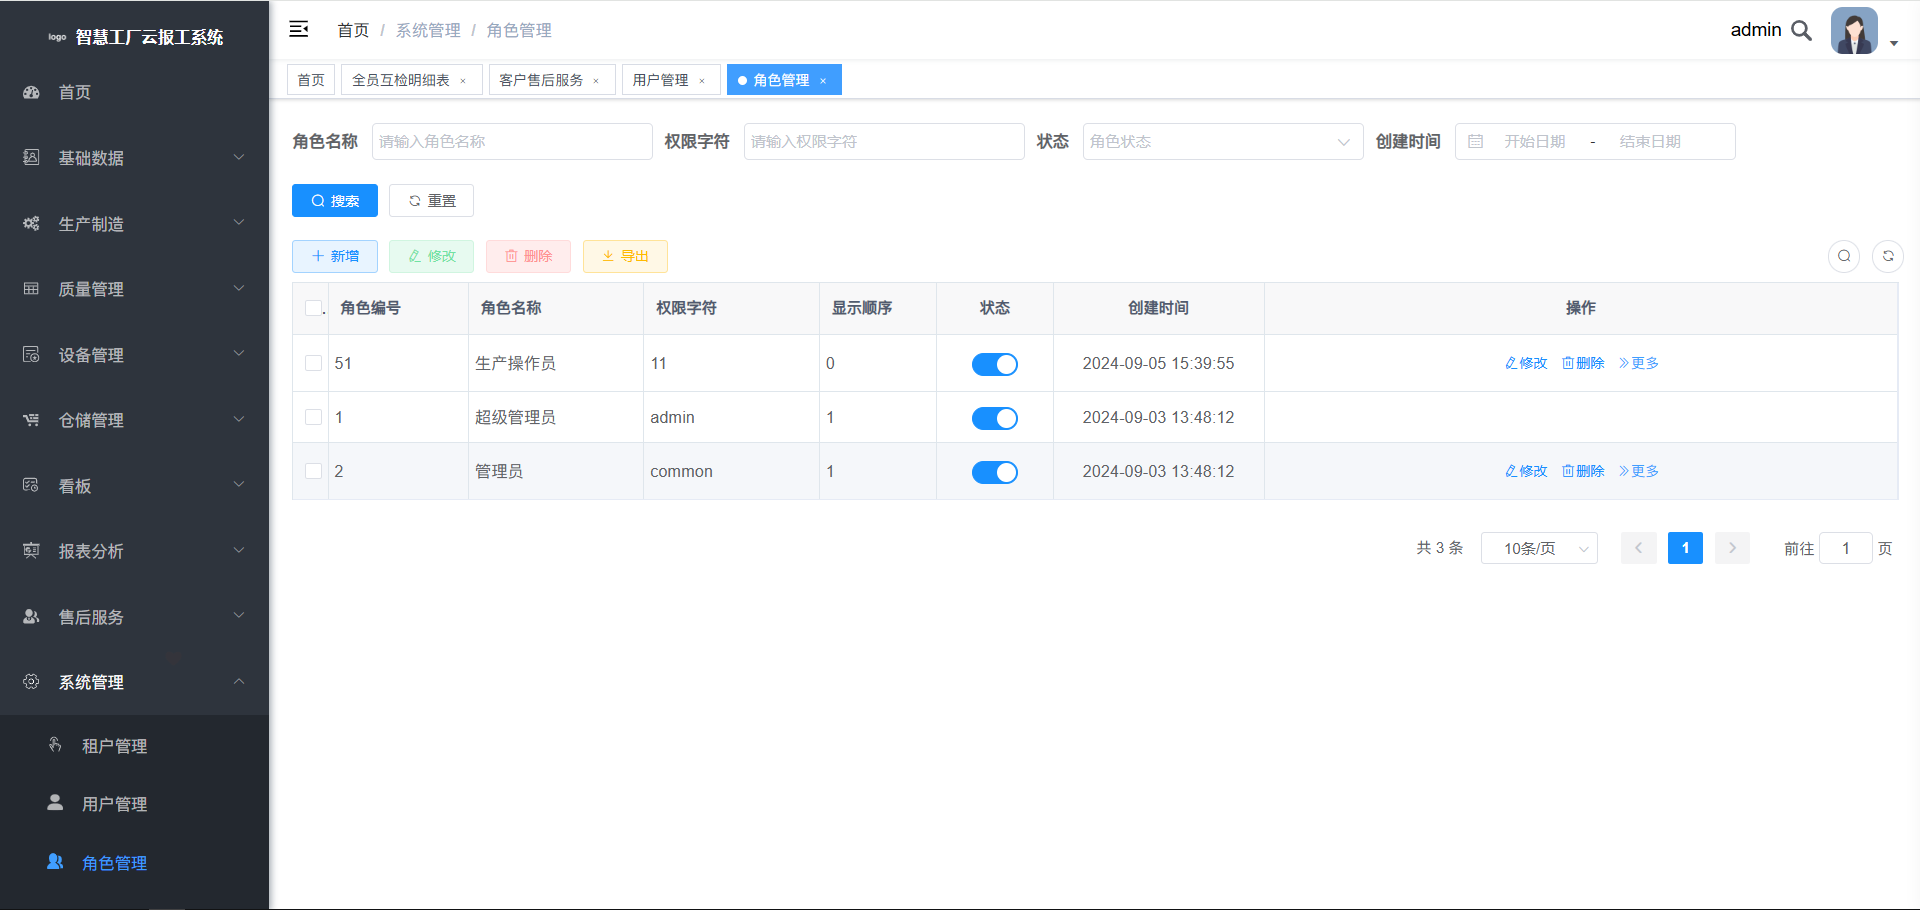 logo 智慧工厂云报工系统
首页
基础数据
生产制造
质量管理
设备管理
仓储管理
看板
报表分析
售后服务
系统管理
租户管理
用户管理
角色管理
首页 / 系统管理 / 角色管理
admin
首页 全员互检明细表 × 客户售后服务 × 用户管理 × 角色管理 ×
角色名称 请输入角色名称 权限字符 请输入权限字符 状态 角色状态 创建时间 开始日期 - 结束日期
搜索 重置
新增 修改 删除 导出
角色编号 角色名称 权限字符 显示顺序 状态 创建时间 操作
51 生产操作员 11 0 2024-09-05 15:39:55 修改 删除 更多
1 超级管理员 admin 1 2024-09-03 13:48:12
2 管理员 common 1 2024-09-03 13:48:12 修改 删除 更多
共 3 条 10条/页 1 前往 1 页